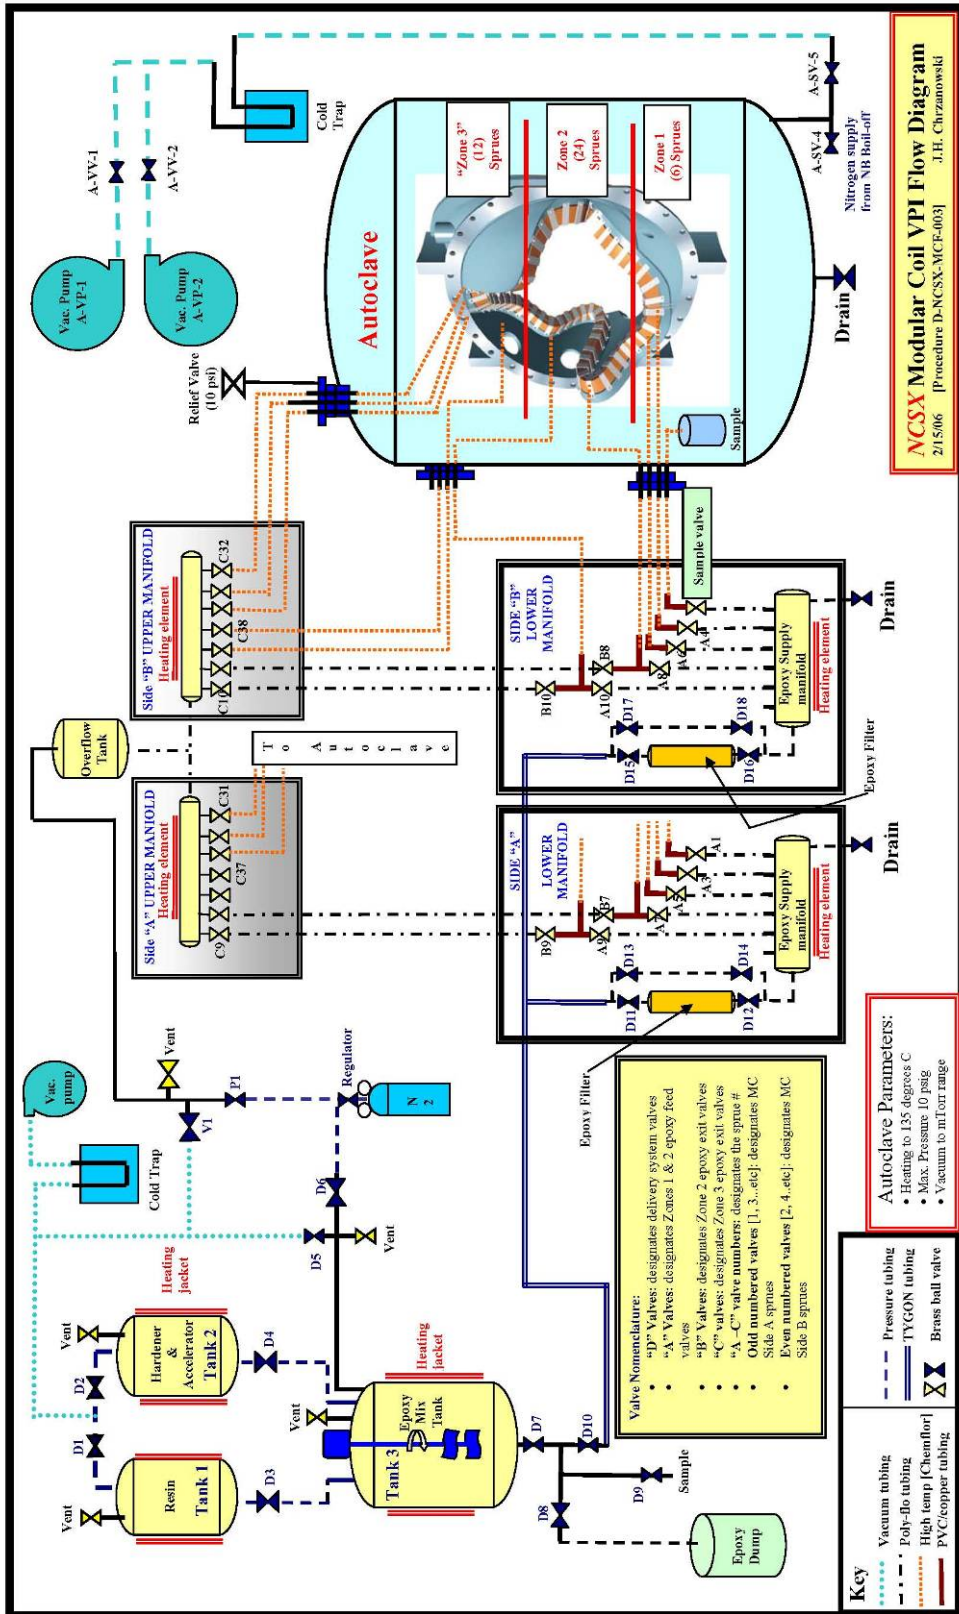 Vent
Resin
Tank 1
D1
D2
Vent
Hardener
&
Accelerator
Tank 2
Heating
jacket
D3
D4
Cold Trap
Vac.
pump
V1
Vent
P1
Regulator
N
2
D6
D5
Vent
Vent
Heating
jacket
Tank 3
Epoxy
Mix
Tank
D7
D10
D8
D9
Sample
Epoxy
Dump
Overflow
Tank
Side "A" UPPER MANIOLD
Heating element
C9
C37
C31
To Autoclave
Side "B" UPPER MANIFOLD
Heating element
C10
C38
C32
Vac. Pump
A-VP-1
Vac. Pump
A-VP-2
A-VV-1
A-VV-2
Cold
Trap
Relief Valve
(10 psi)
Autoclave
"Zone 3"
(12)
Sprues
Zone 2
(24)
Sprues
Zone 1
(6) Sprues
Sample
Drain
A-SV-4
A-SV-5
Nitrogen supply
from NB Boil-off
SIDE "A"
LOWER
MANIFOLD
B9
A9
B7
A7
A3
A1
D13
D11
D14
D12
Epoxy Supply
manifold
Heating element
Drain
Epoxy Filter
SIDE "B"
LOWER
MANIFOLD
B10
A10
B8
A8
A6
A4
Sample valve
D17
D15
D18
D16
Epoxy Supply
manifold
Heating element
Drain
Epoxy Filter
Valve Nomenclature:
• "D" Valves: designates delivery system valves
• "A" Valves: designates Zones 1 & 2 epoxy feed
valves
• "B" Valves: designates Zone 2 epoxy exit valves
• "C" valves: designates Zone 3 epoxy exit valves
• "A –C" valve numbers: designates the sprue #
• Odd numbered valves [1, 3...etc]: designates MC
Side A sprues
• Even numbered valves [2, 4..etc]: designates MC
Side B sprues
Key
Vacuum tubing
Poly-flo tubing
High temp [Chemflor]
PVC/copper tubing
Pressure tubing
TYGON tubing
Brass ball valve
Autoclave Parameters:
• Heating to 135 degrees C
• Max. Pressure 10 psig
• Vacuum to mTorr range
NCSX Modular Coil VPI Flow Diagram
2/15/06 [Procedure D-NCSX-MCF-003] J.H. Chrzanowski